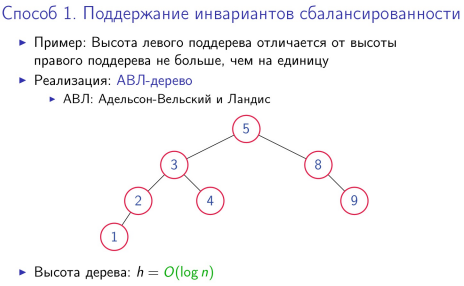 Способ 1. Поддержание инвариантов сбалансированности
Пример: Высота левого поддерева отличается от высоты
правого поддерева не больше, чем на единицу
Реализация: АВЛ-дерево
АВЛ: Адельсон-Вельский и Ландис
5
3 8
2 4 9
1
Высота дерева: h = O(log n)